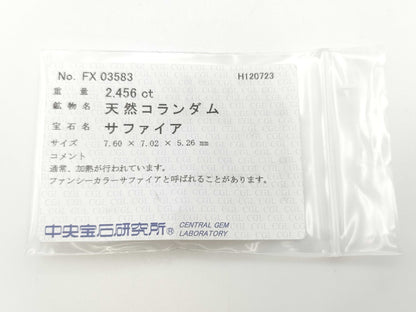 No. FX 03583 H120723
重 量 2.456 ct
鉱物名 天然コランダム
宝石名 サファイア
サイズ 7.60 × 7.02 × 5.26 mm
コメント
通常、加熱が行われています。
ファンシーカラーサファイアと呼ばれることがあります。
中央宝石研究所® CENTRAL GEM
LABORATORY